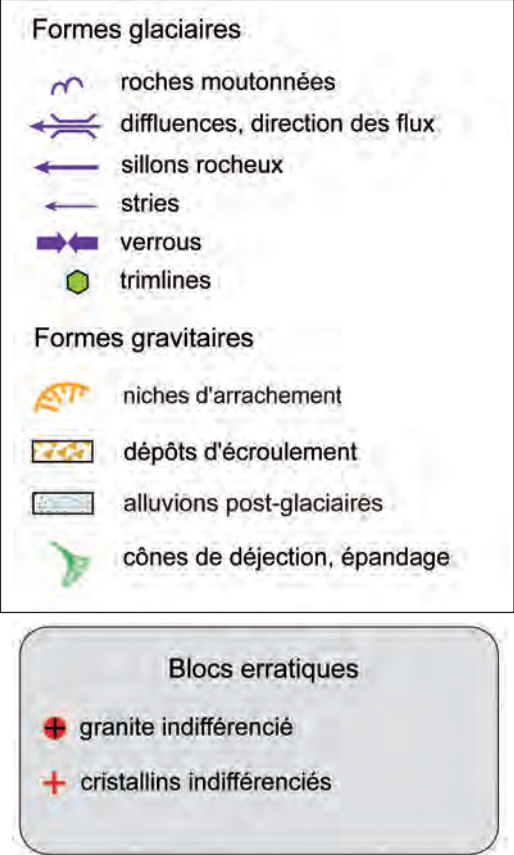 Formes glaciaires
roches moutonnées
diffluences, direction des flux
sillons rocheux
stries
verrous
trimlines
Formes gravitaires
niches d'arrachement
dépôts d'écroulement
alluvions post-glaciaires
cônes de déjection, épandage
Blocs erratiques
granite indifférencié
cristallins indifférenciés